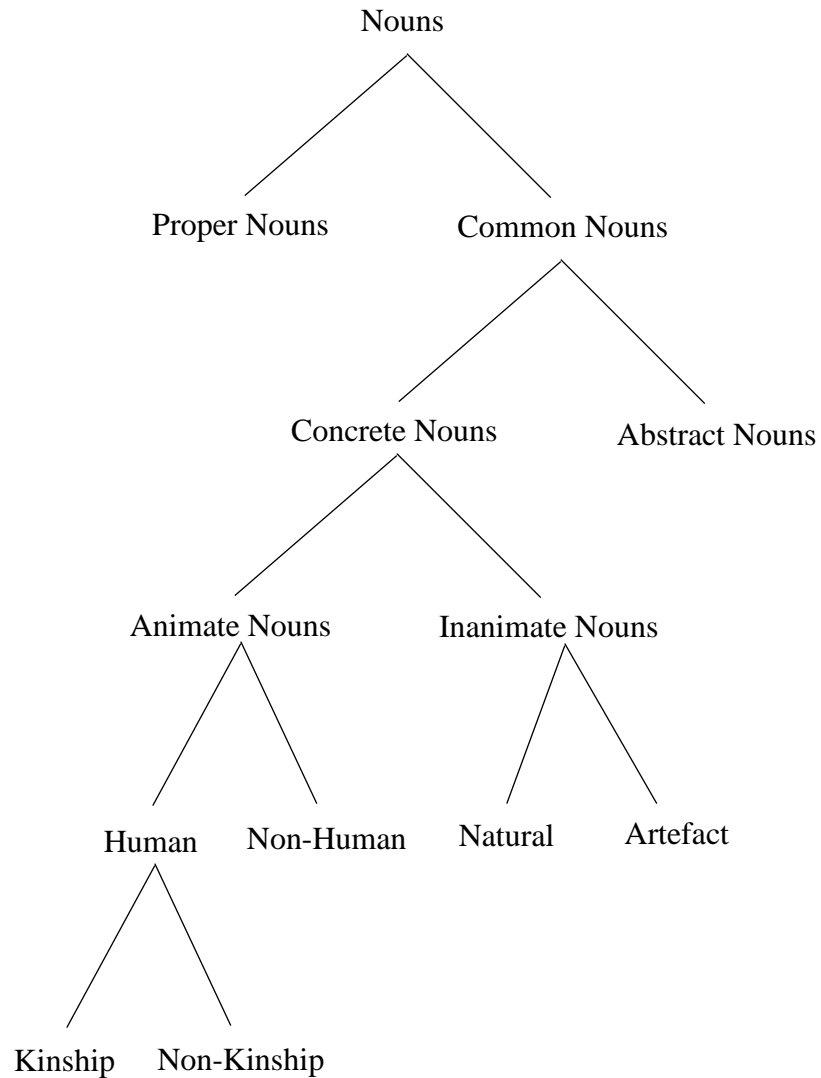 Nouns
Proper Nouns
Common Nouns
Concrete Nouns
Abstract Nouns
Animate Nouns
Inanimate Nouns
Human
Non-Human
Natural
Artefact
Kinship
Non-Kinship